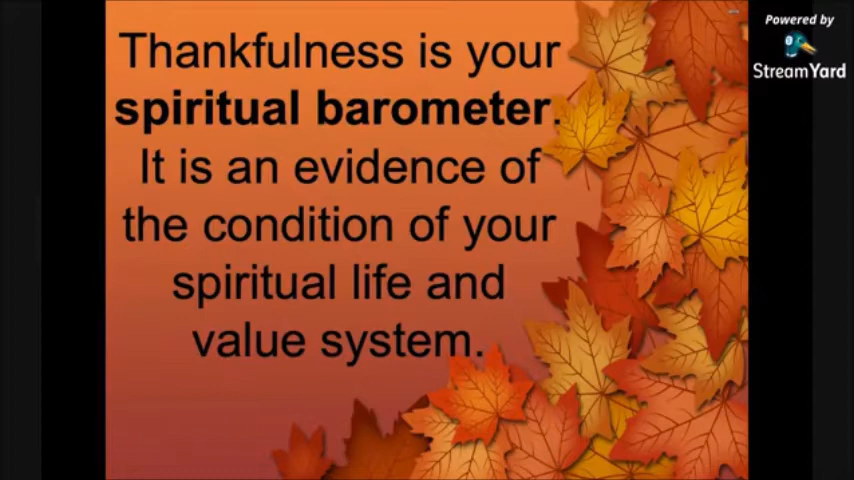 Thankfulness is your
spiritual barometer.
It is an evidence of
the condition of your
spiritual life and
value system.
Powered by
StreamYard